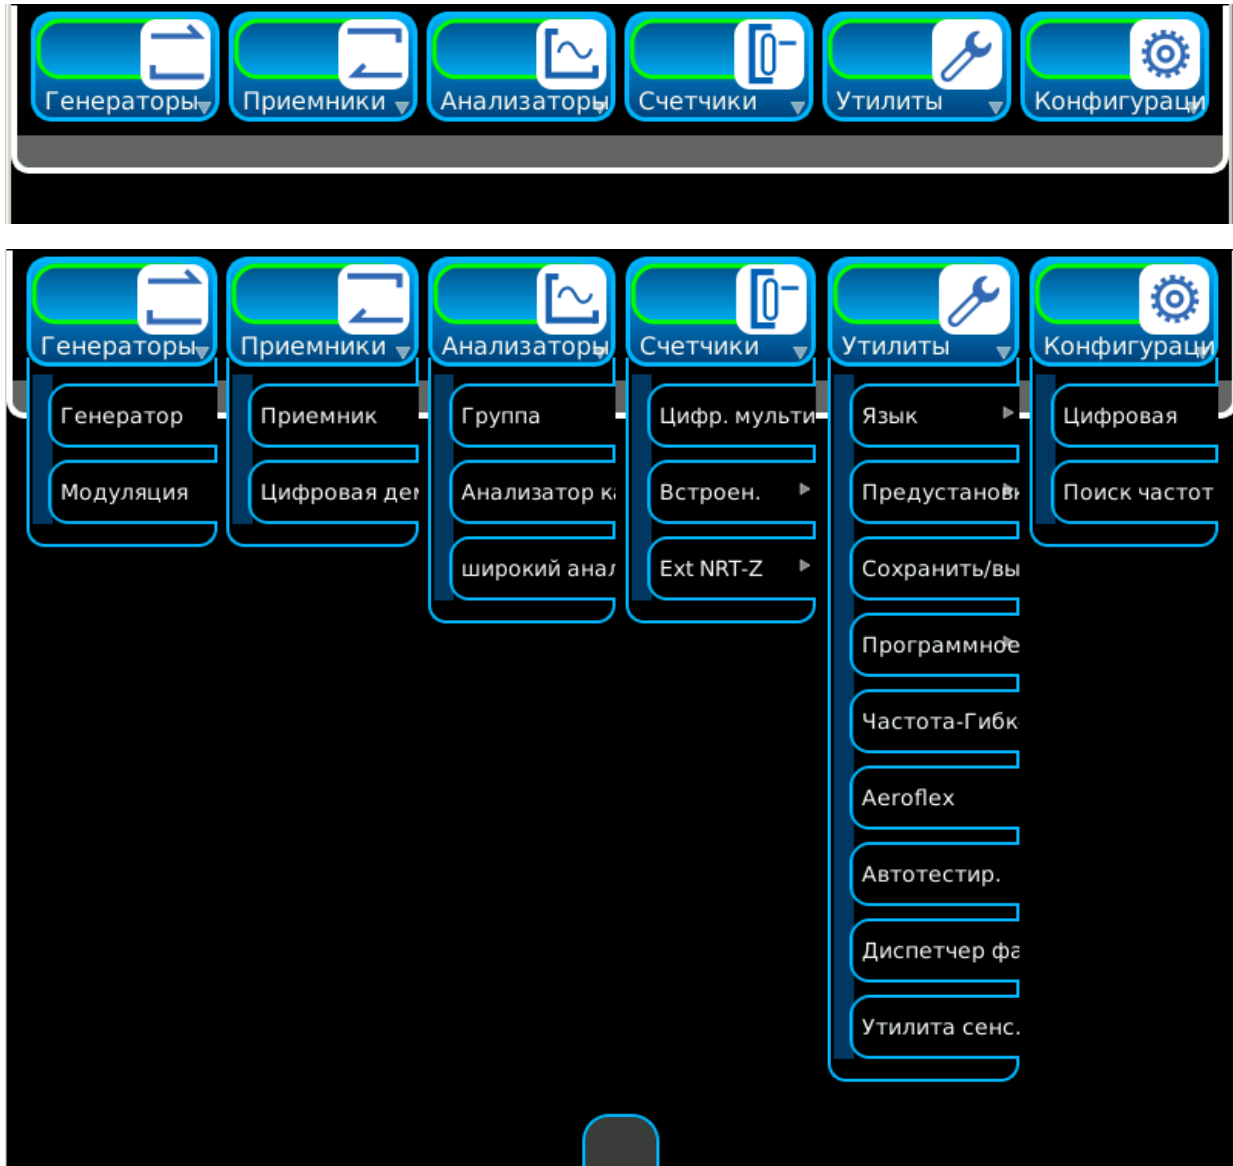 Генераторы
Приемники
Анализаторы
Счетчики
Утилиты
Конфигураци
Генераторы
Приемники
Анализаторы
Счетчики
Утилиты
Конфигураци
Генератор
Модуляция
Приемник
Цифровая де
Группа
Анализатор к
широкий анал
Цифр. мульти
Встроен.
Ext NRT-Z
Язык
Предустанов
Сохранить/вы
Программное
Частота-Гибк
Aeroflex
Автотестир.
Диспетчер фа
Утилита сенс.
Цифровая
Поиск частот